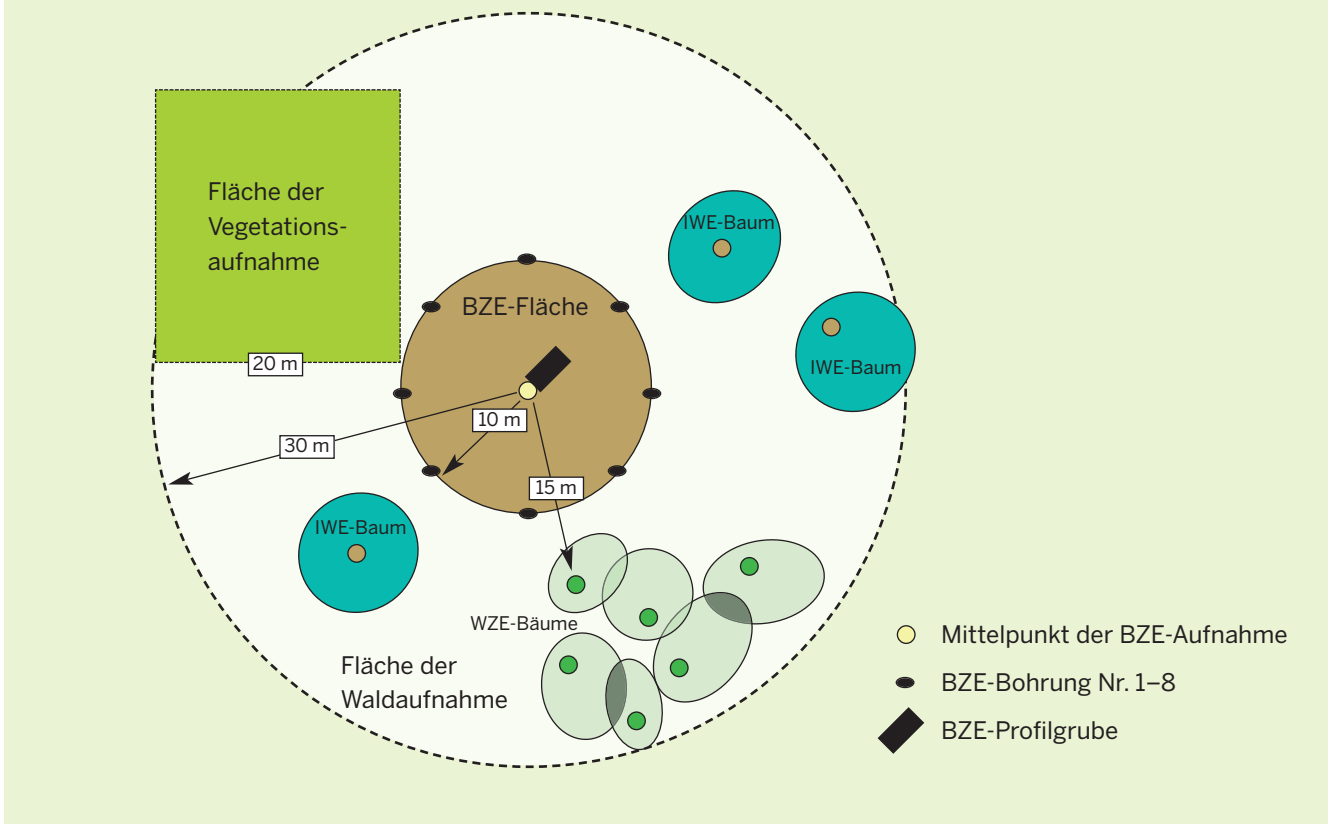 Fläche der
Vegetations-
aufnahme
20 m
IWE-Baum
IWE-Baum
BZE-Fläche
10 m
30 m
15 m
IWE-Baum
WZE-Bäume
Fläche der
Waldaufnahme
Mittelpunkt der BZE-Aufnahme
BZE-Bohrung Nr. 1–8
BZE-Profilgrube